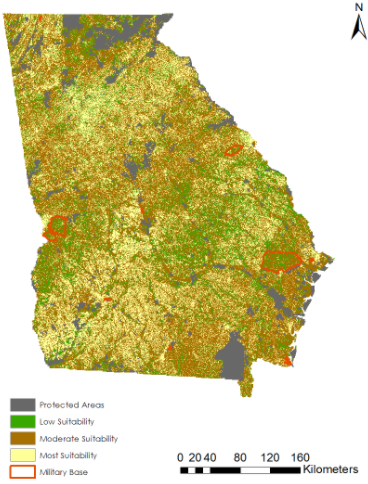 N
Protected Areas
Low Suitability
Moderate Suitability
Most Suitability
Military Base
0 20 40 80 120 160
Kilometers